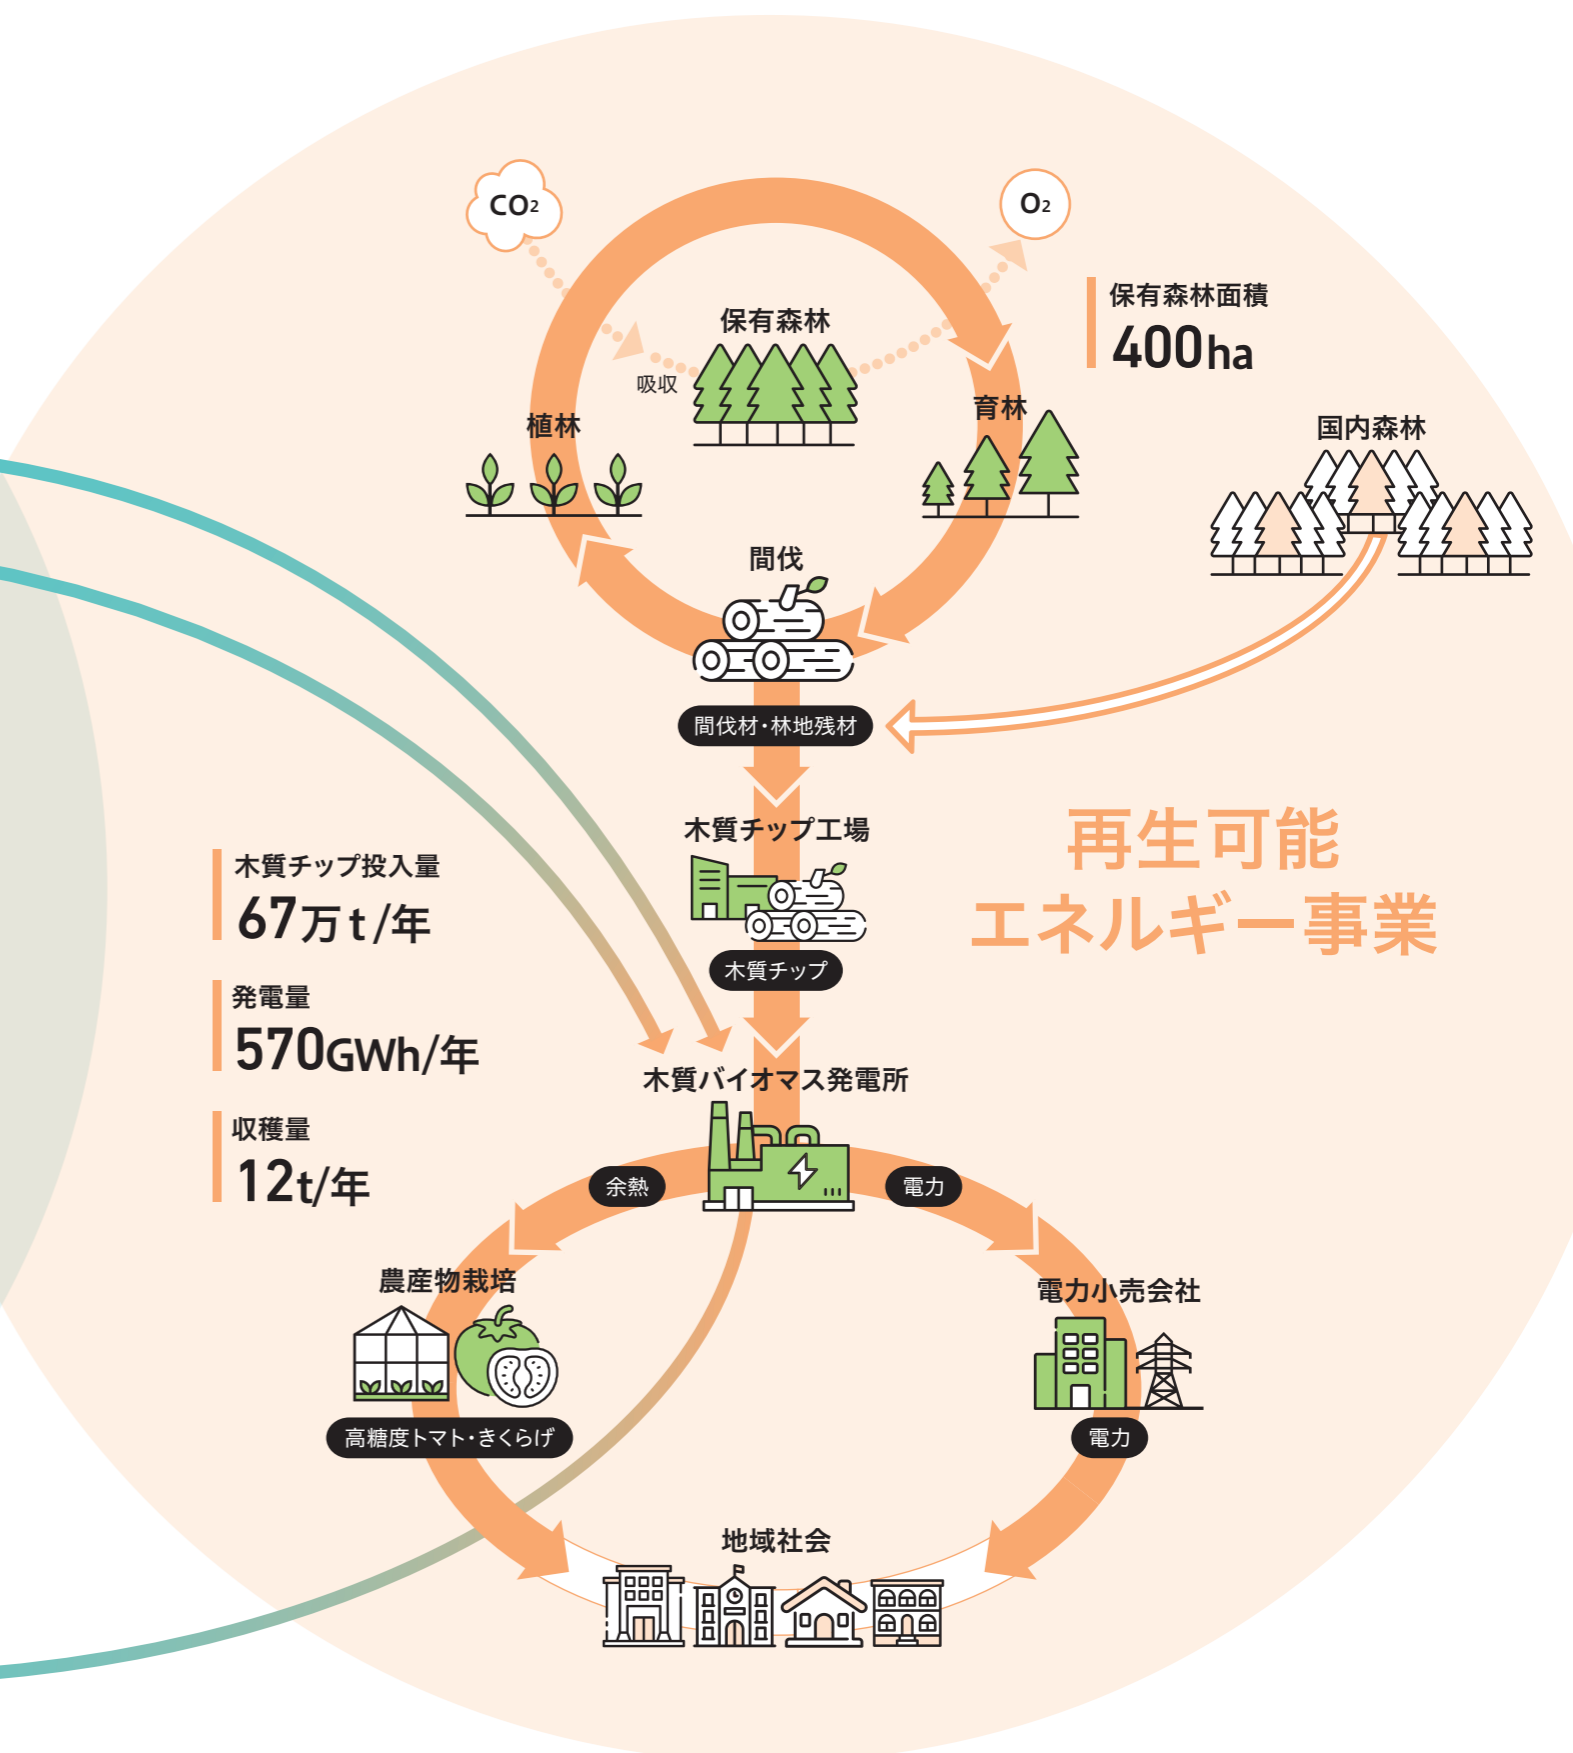 CO2
O2
保有森林面積
400ha
保有森林
吸収
植林
育林
国内森林
間伐
間伐材・林地残材
再生可能
エネルギー事業
木質チップ工場
木質チップ
木質チップ投入量
67万t/年
発電量
570GWh/年
収穫量
12t/年
木質バイオマス発電所
余熱
電力
農産物栽培
高糖度トマト・きくらげ
電力小売会社
電力
地域社会